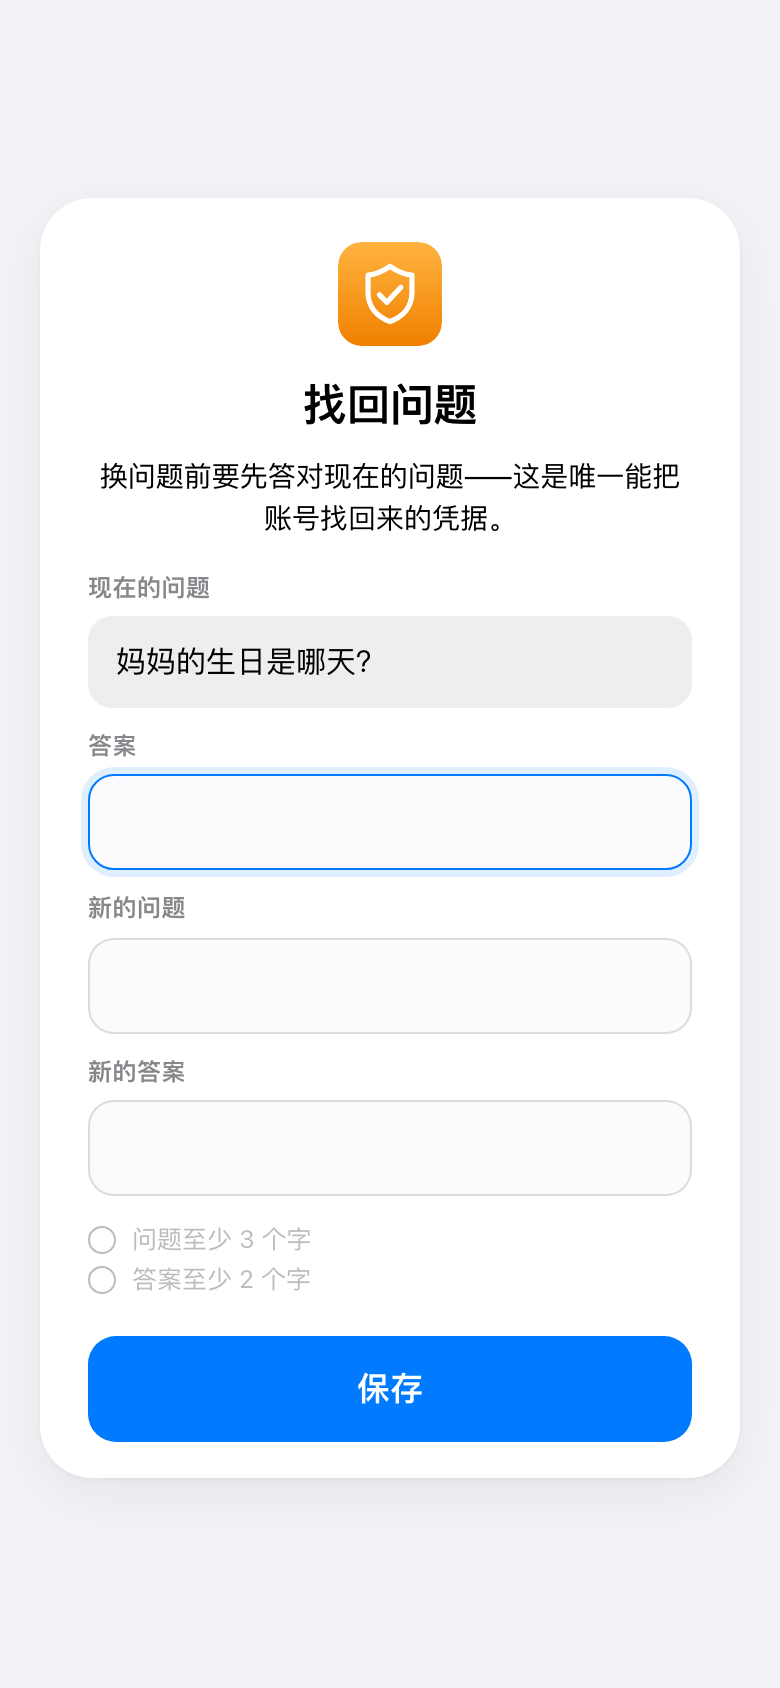 找回问题
换问题前要先答对现在的问题——这是唯一能把
账号找回来的凭据。
现在的问题
妈妈的生日是哪天?
答案
新的问题
新的答案
问题至少 3 个字
答案至少 2 个字
保存